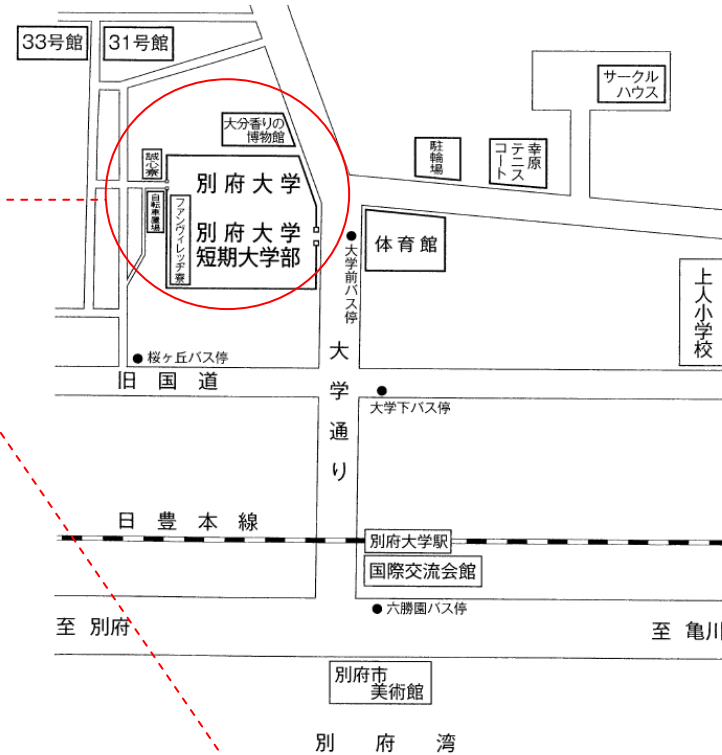 33号館
31号館
サークル
ハウス
大分香りの
博物館
駐輪場
幸原
テニス
コート
誠心寮
別府大学
自転車置場
ファンヴィレッヂ寮
別府大学
短期大学部
体育館
大学前バス停
上人小学校
桜ヶ丘バス停
旧国道
大学通り
大学下バス停
日豊本線
別府大学駅
国際交流会館
六勝園バス停
至 別府
至 亀川
別府市
美術館
別府湾